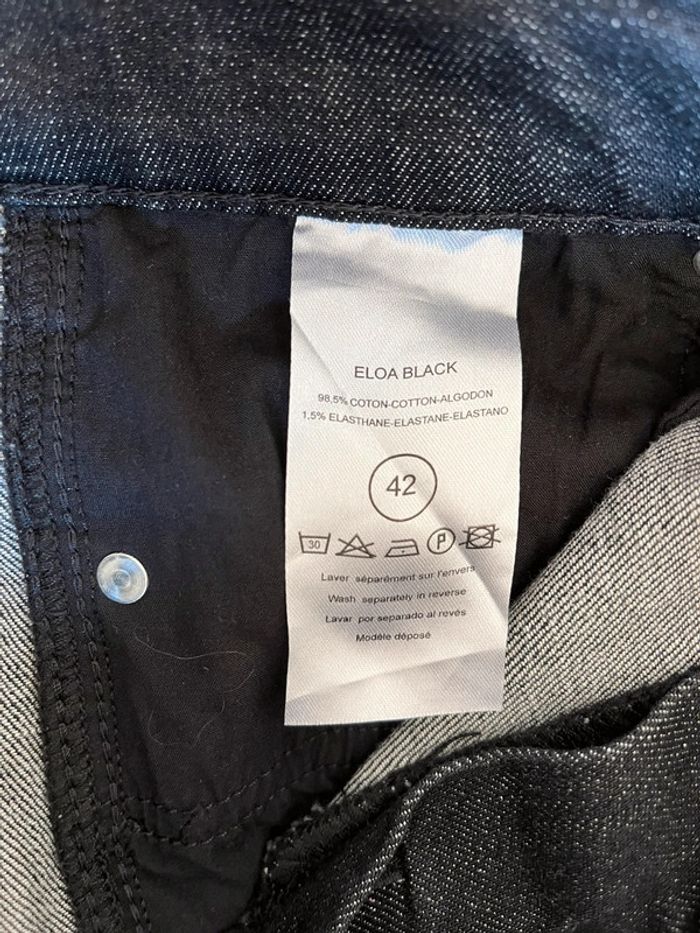 ELOA BLACK
98,5% COTON-COTTON-ALGODON
1,5% ELASTHANE-ELASTANE-ELASTANO
42
30 P
Laver séparément sur l'envers
Wash separately in reverse
Lavar por separado al revés
Modèle déposé